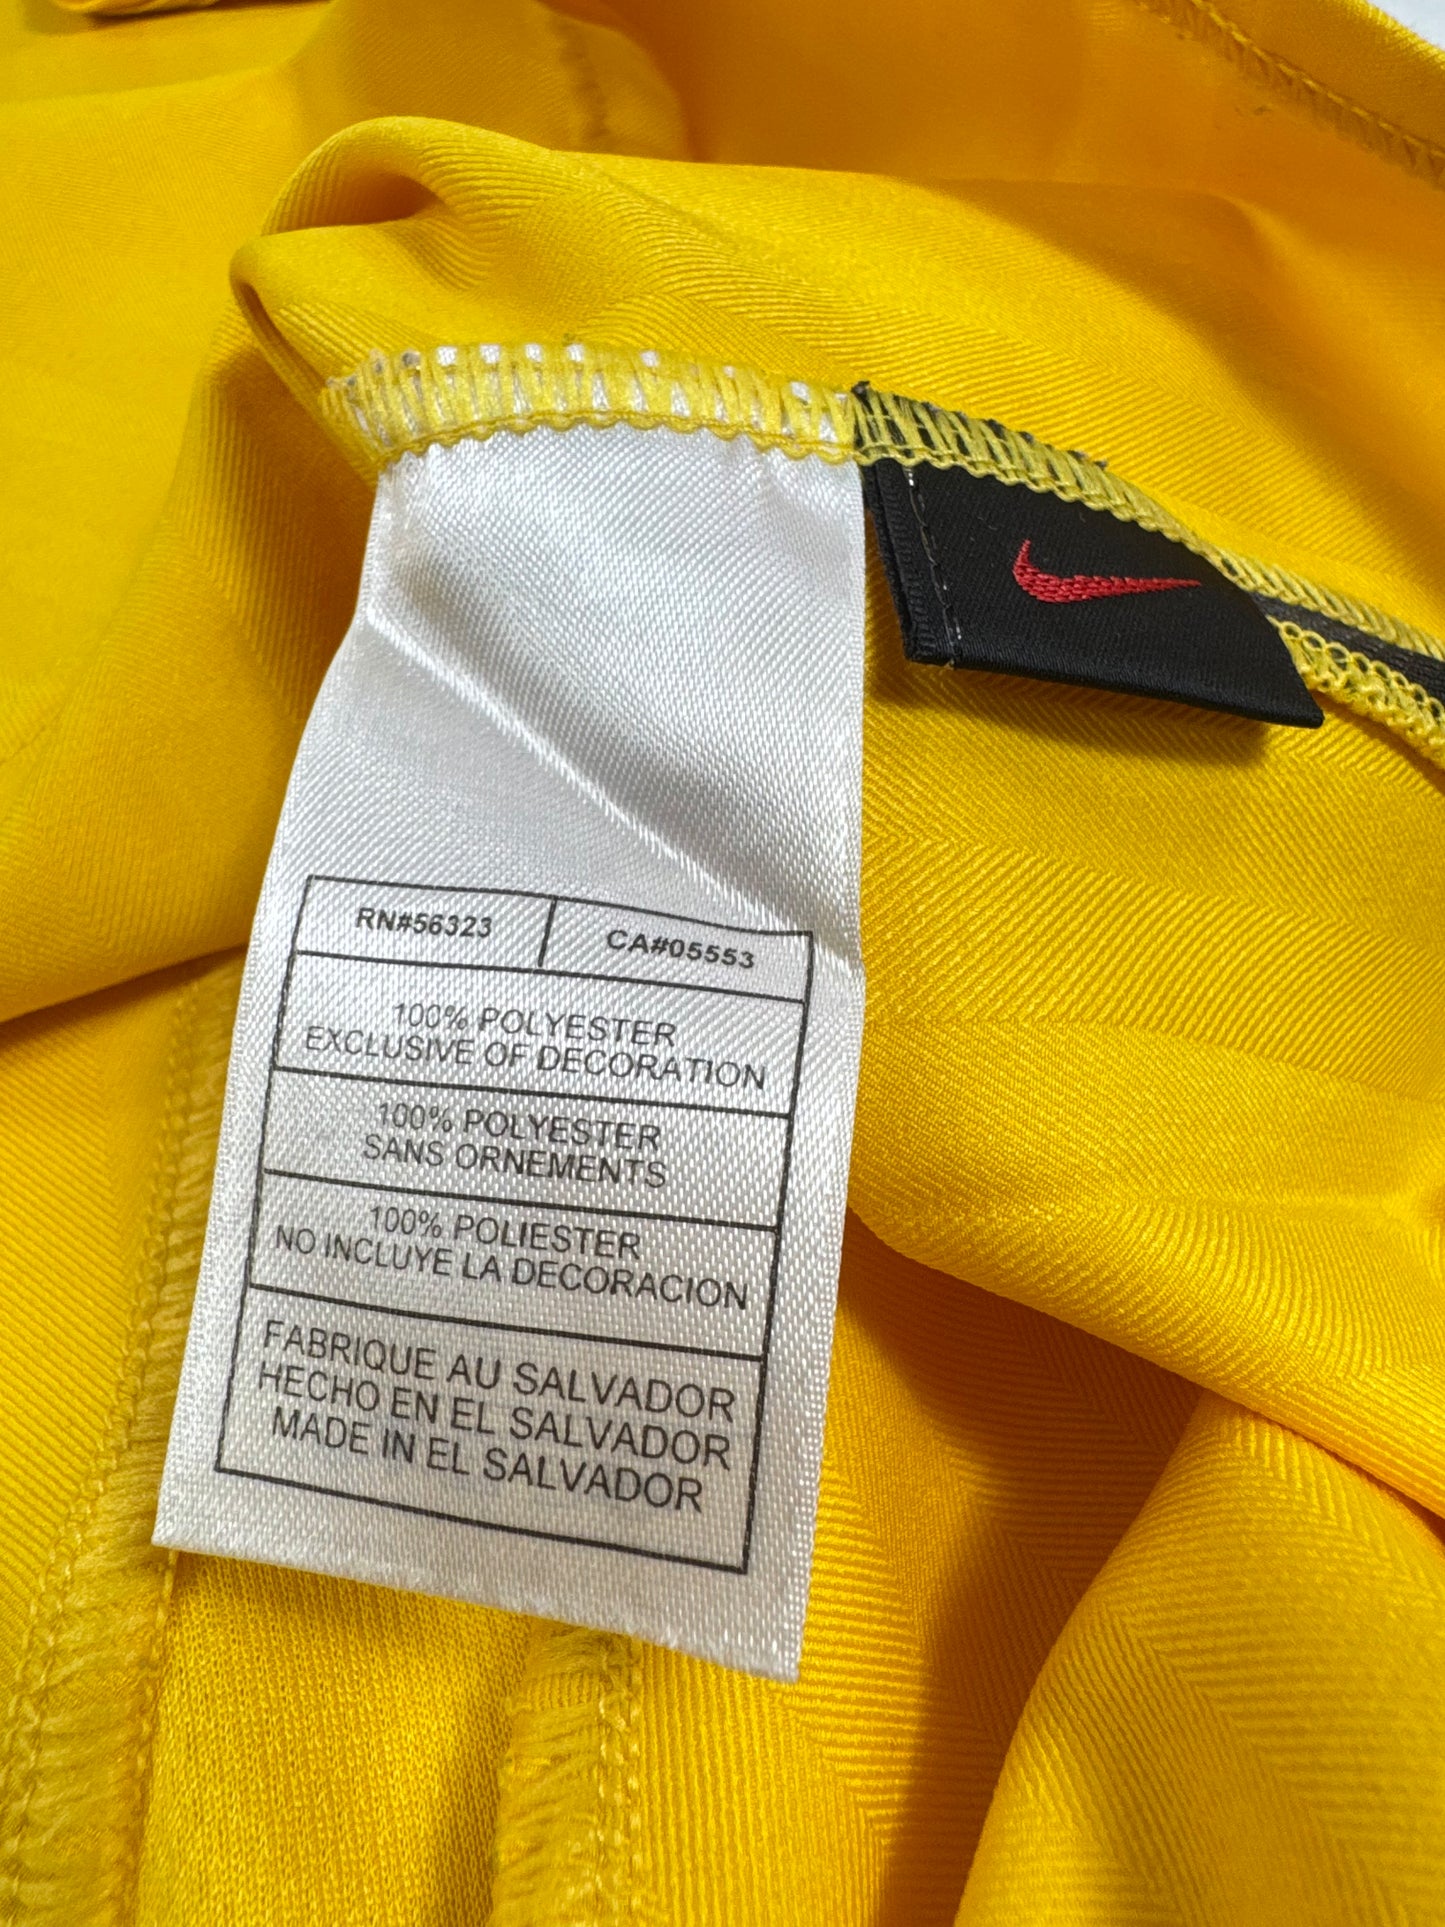 RN#56323 CA#05553
100% POLYESTER
EXCLUSIVE OF DECORATION
100% POLYESTER
SANS ORNEMENTS
100% POLIESTER
NO INCLUYE LA DECORACION
FABRIQUE AU SALVADOR
HECHO EN EL SALVADOR
MADE IN EL SALVADOR